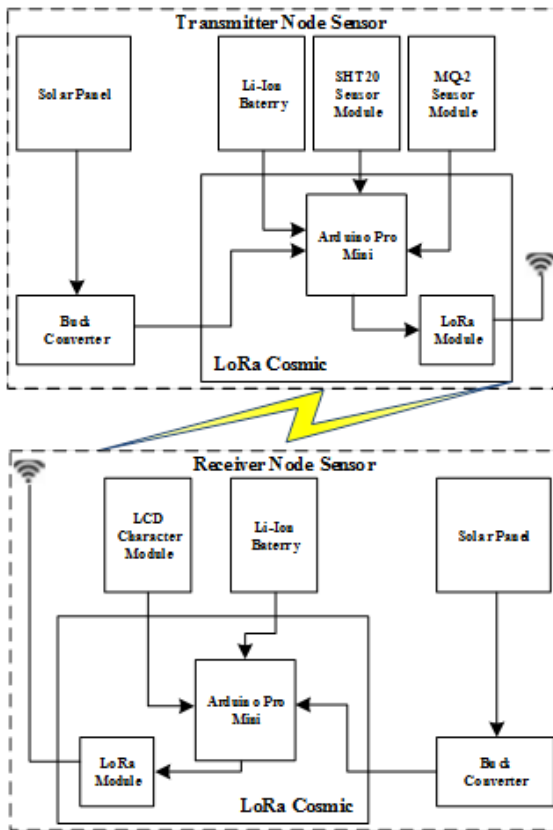 Transmitter Node Sensor
Solar Panel
Li-Ion
Baterry
SHT20
Sensor
Module
MQ-2
Sensor
Module
Arduino Pro
Mini
Buck
Converter
LoRa
Module
LoRa Cosmic
Receiver Node Sensor
LCD
Character
Module
Li-Ion
Baterry
Solar Panel
Arduino Pro
Mini
LoRa
Module
Buck
Converter
LoRa Cosmic